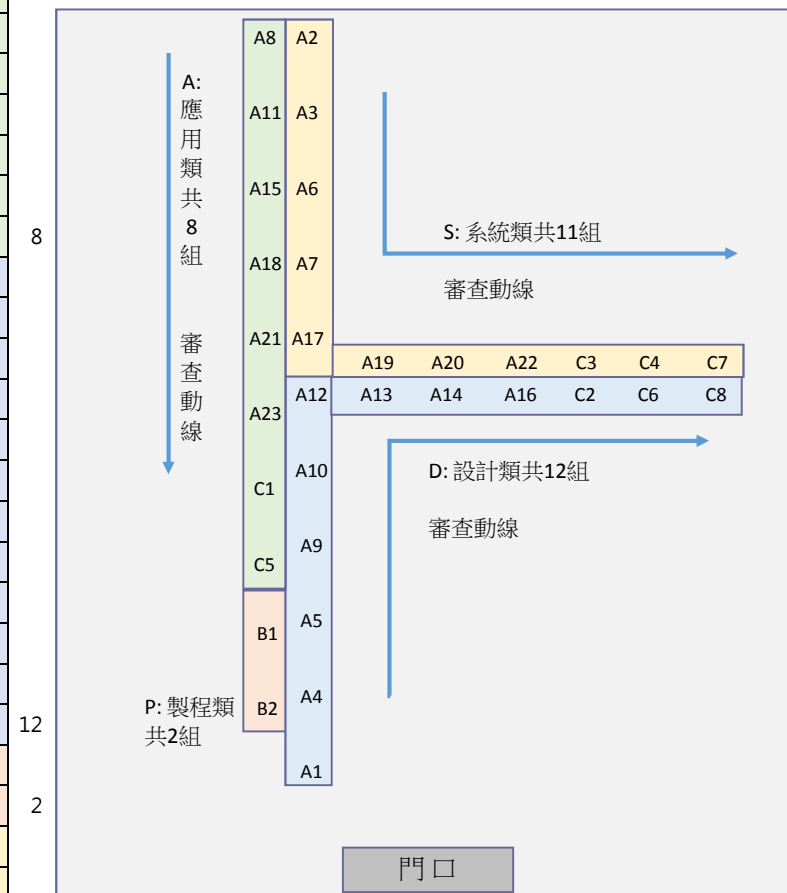 8
12
2
A:
應
用
類
共
8
組
審
查
動
線
A8 A2
A11 A3
A15 A6
A18 A7
A21 A17
A23
C1
C5
B1
B2
S: 系統類共11組
審查動線
A19 A20 A22 C3 C4 C7
A12 A13 A14 A16 C2 C6 C8
A10
A9
A5
A4
A1
D: 設計類共12組
審查動線
P: 製程類
共2組
門口